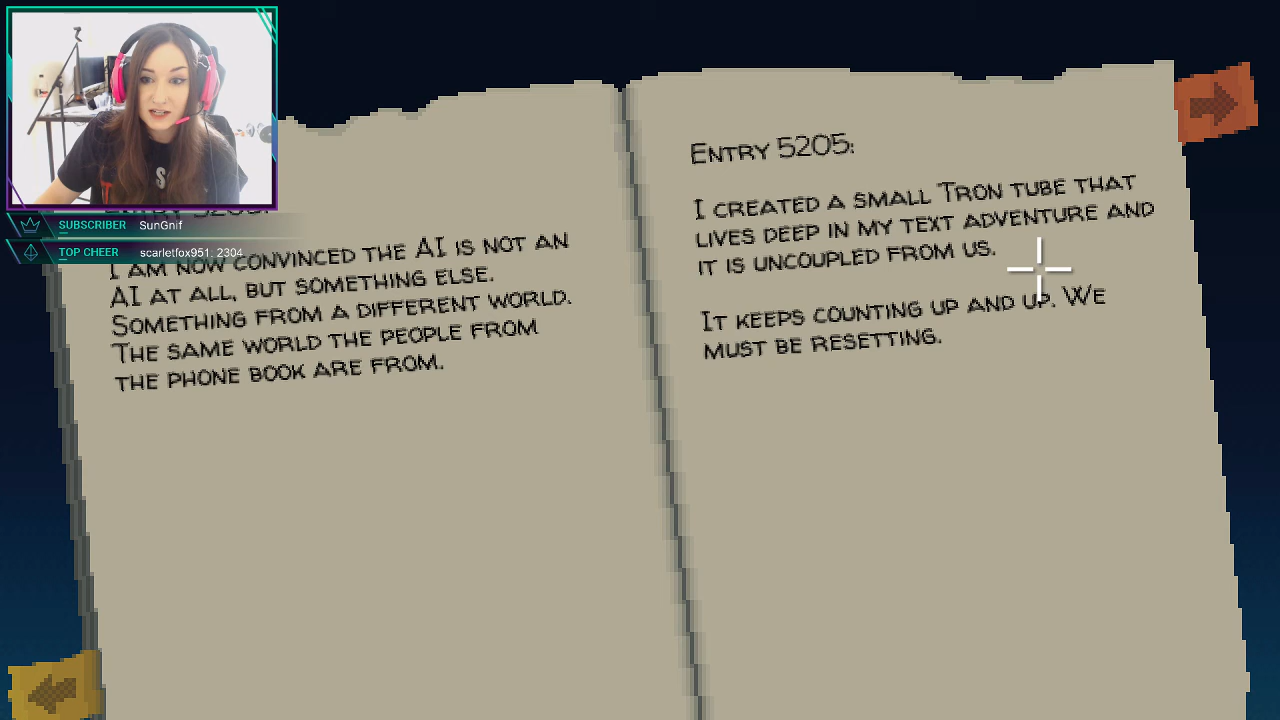 SUBSCRIBER SunGnif
TOP CHEER scarletfox951, 2304
I AM NOW CONVINCED THE AI IS NOT AN
AI AT ALL, BUT SOMETHING ELSE.
SOMETHING FROM A DIFFERENT WORLD.
THE SAME WORLD THE PEOPLE FROM
THE PHONE BOOK ARE FROM.
ENTRY 5205:
I CREATED A SMALL TRON TUBE THAT
LIVES DEEP IN MY TEXT ADVENTURE AND
IT IS UNCOUPLED FROM US.
IT KEEPS COUNTING UP AND UP. WE
MUST BE RESETTING.